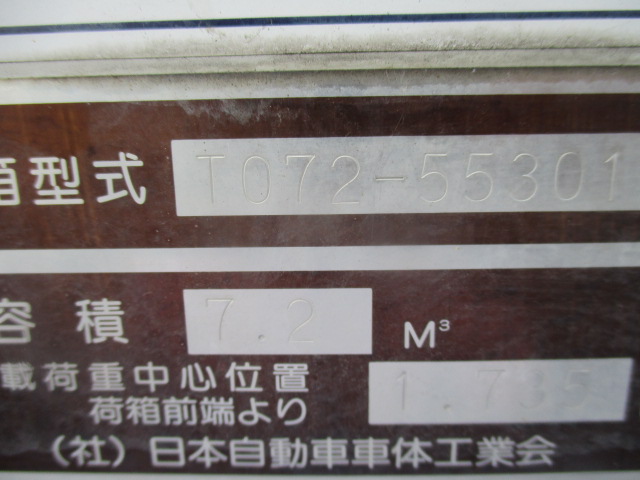 箱型式 T072-55301
容積 7.2 M³
載荷重中心位置
荷箱前端より 1,735
(社)日本自動車車体工業会